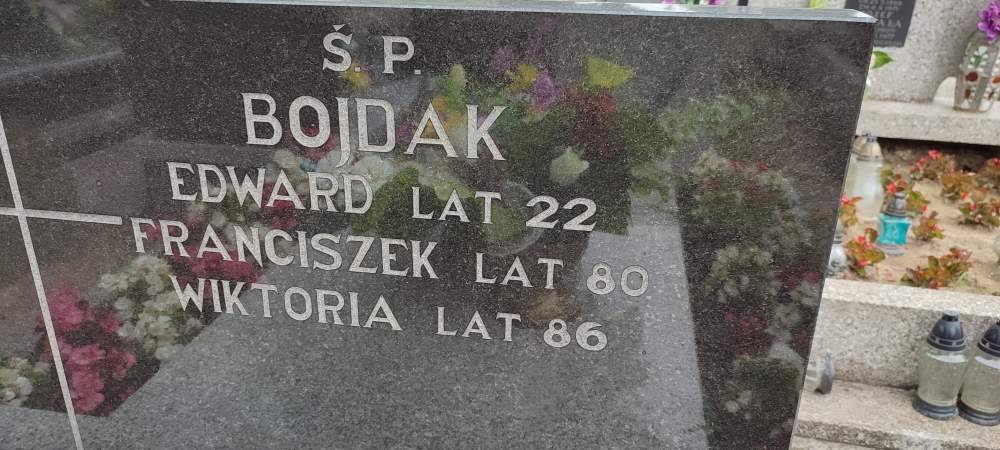 Ś. P.
BOJDAK
EDWARD LAT 22
FRANCISZEK LAT 80
WIKTORIA LAT 86